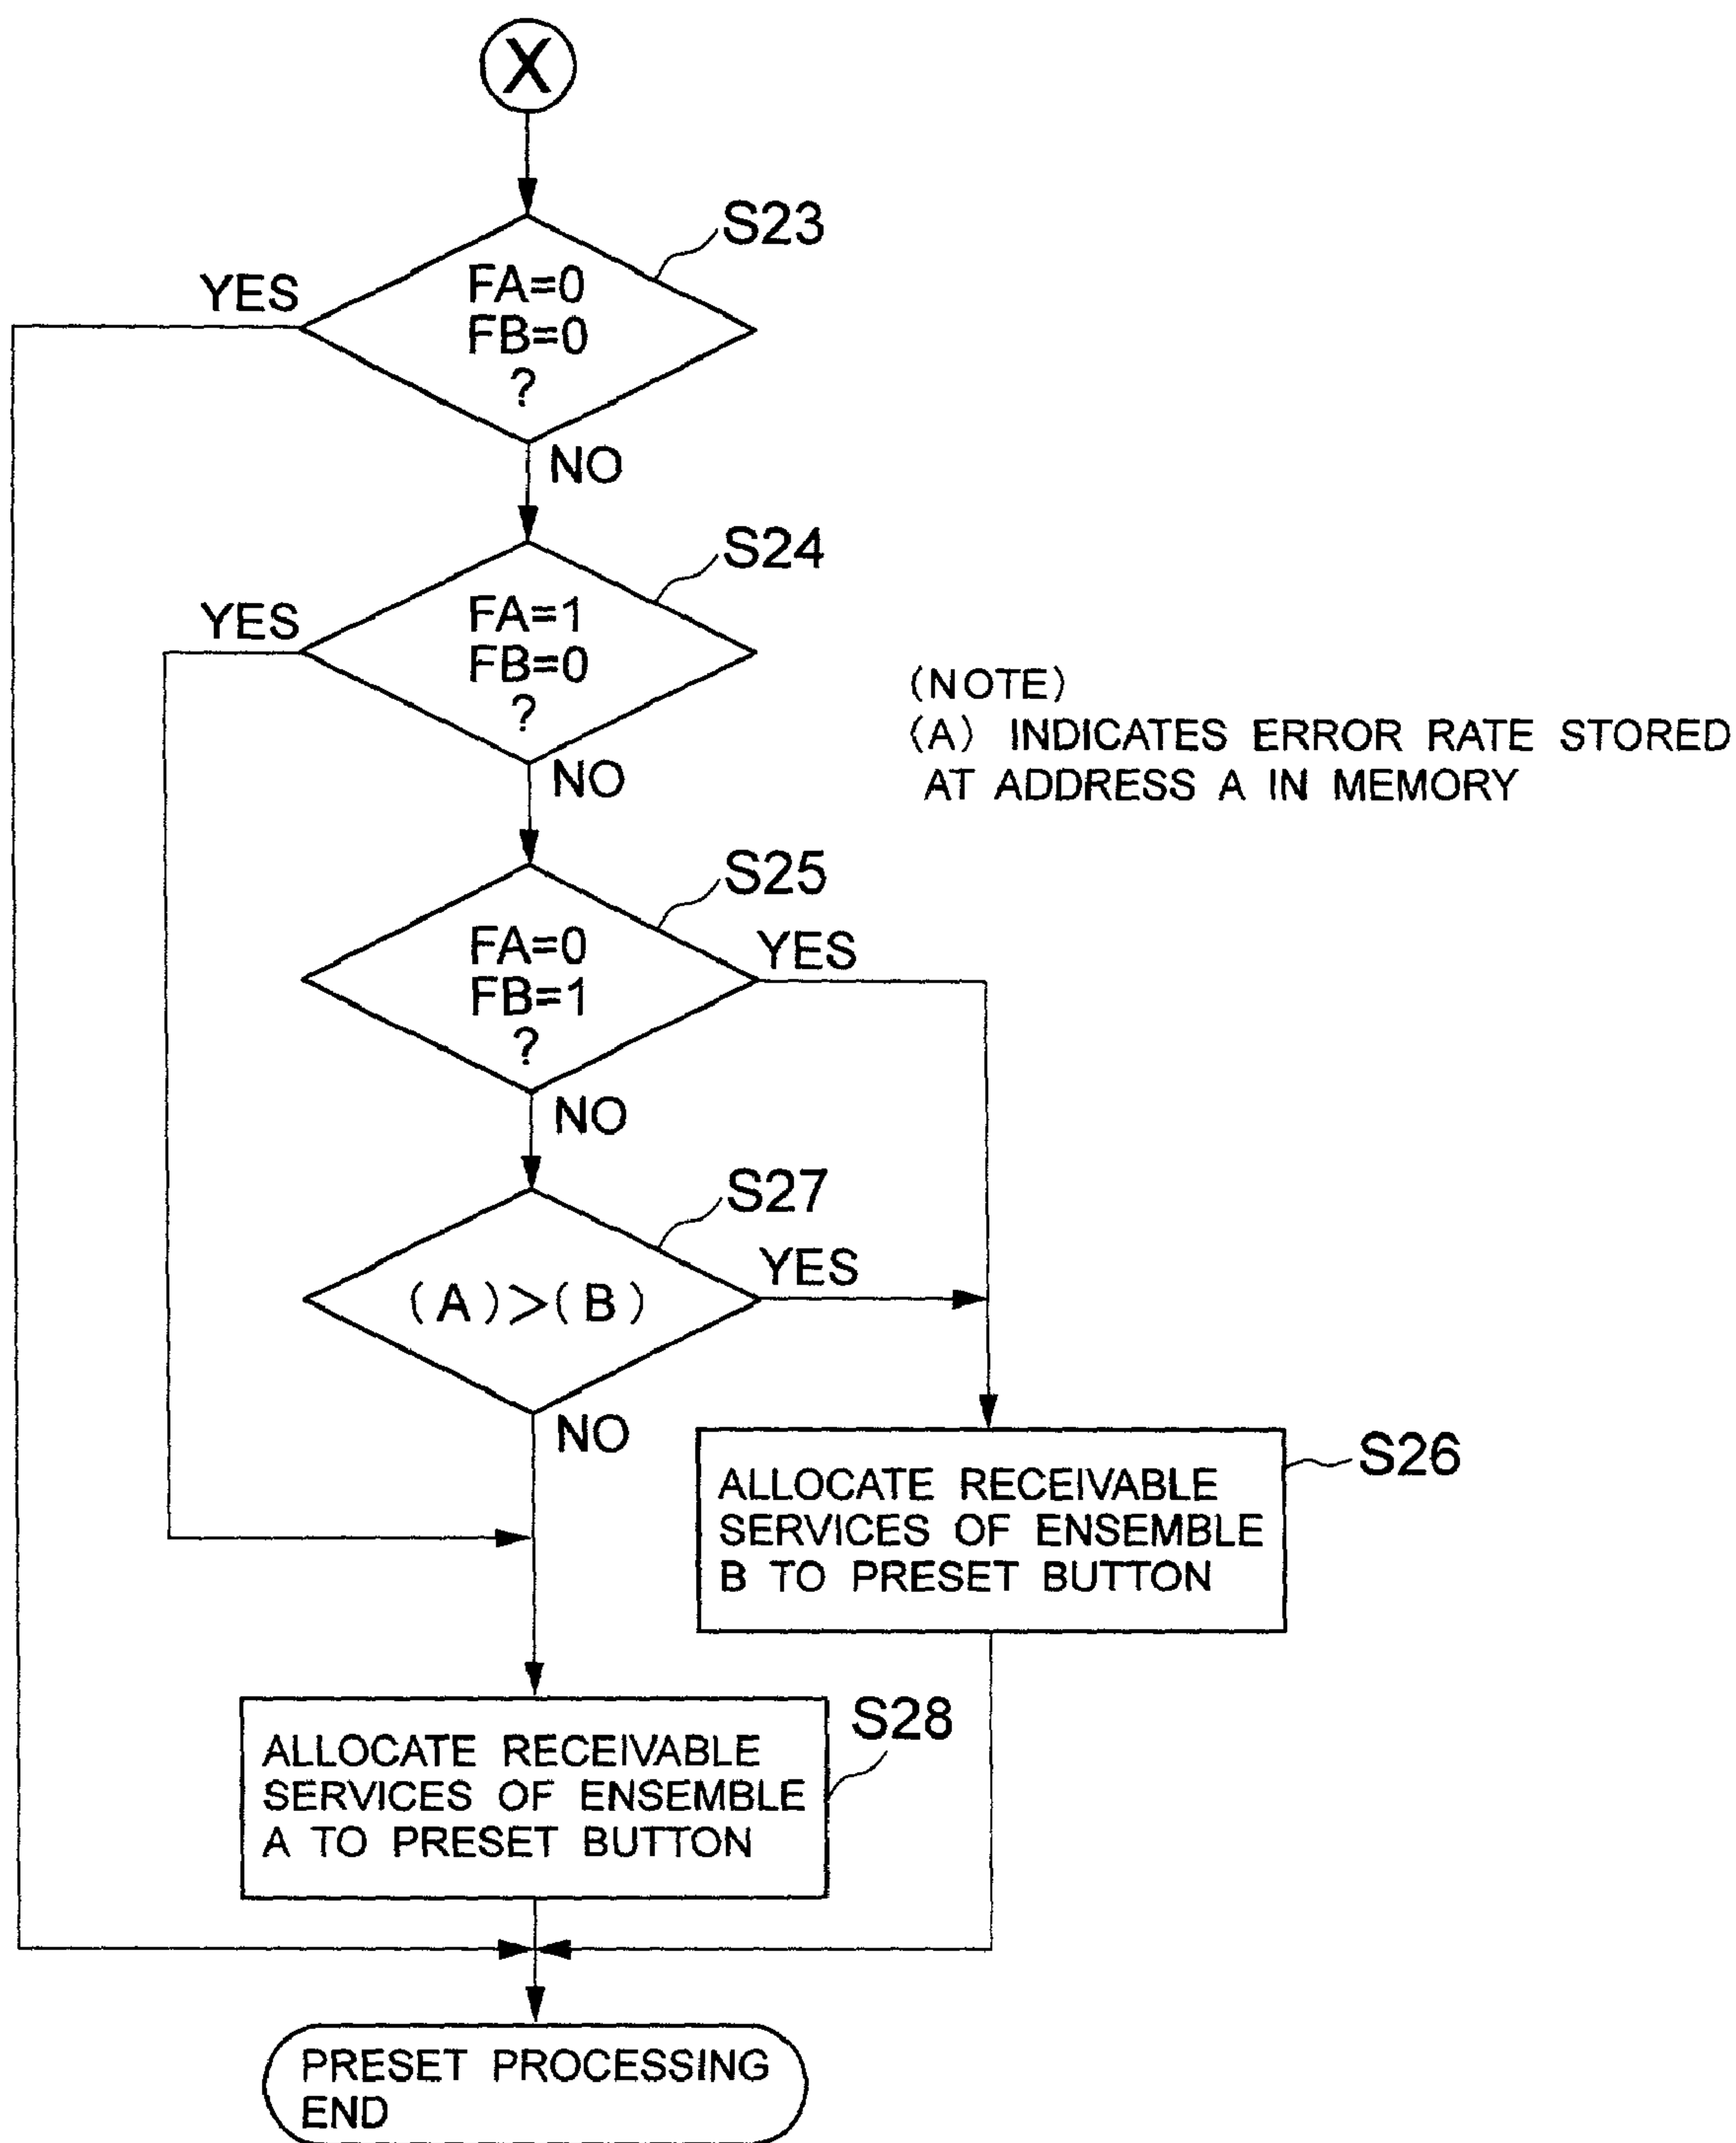 X
S23
YES
FA=0
FB=0
?
NO
S24
YES
FA=1
FB=0
?
NO
(NOTE)
(A) INDICATES ERROR RATE STORED
AT ADDRESS A IN MEMORY
S25
FA=0
FB=1
?
YES
NO
S27
(A)>(B)
YES
NO
S26
ALLOCATE RECEIVABLE
SERVICES OF ENSEMBLE
B TO PRESET BUTTON
S28
ALLOCATE RECEIVABLE
SERVICES OF ENSEMBLE
A TO PRESET BUTTON
PRESET PROCESSING
END